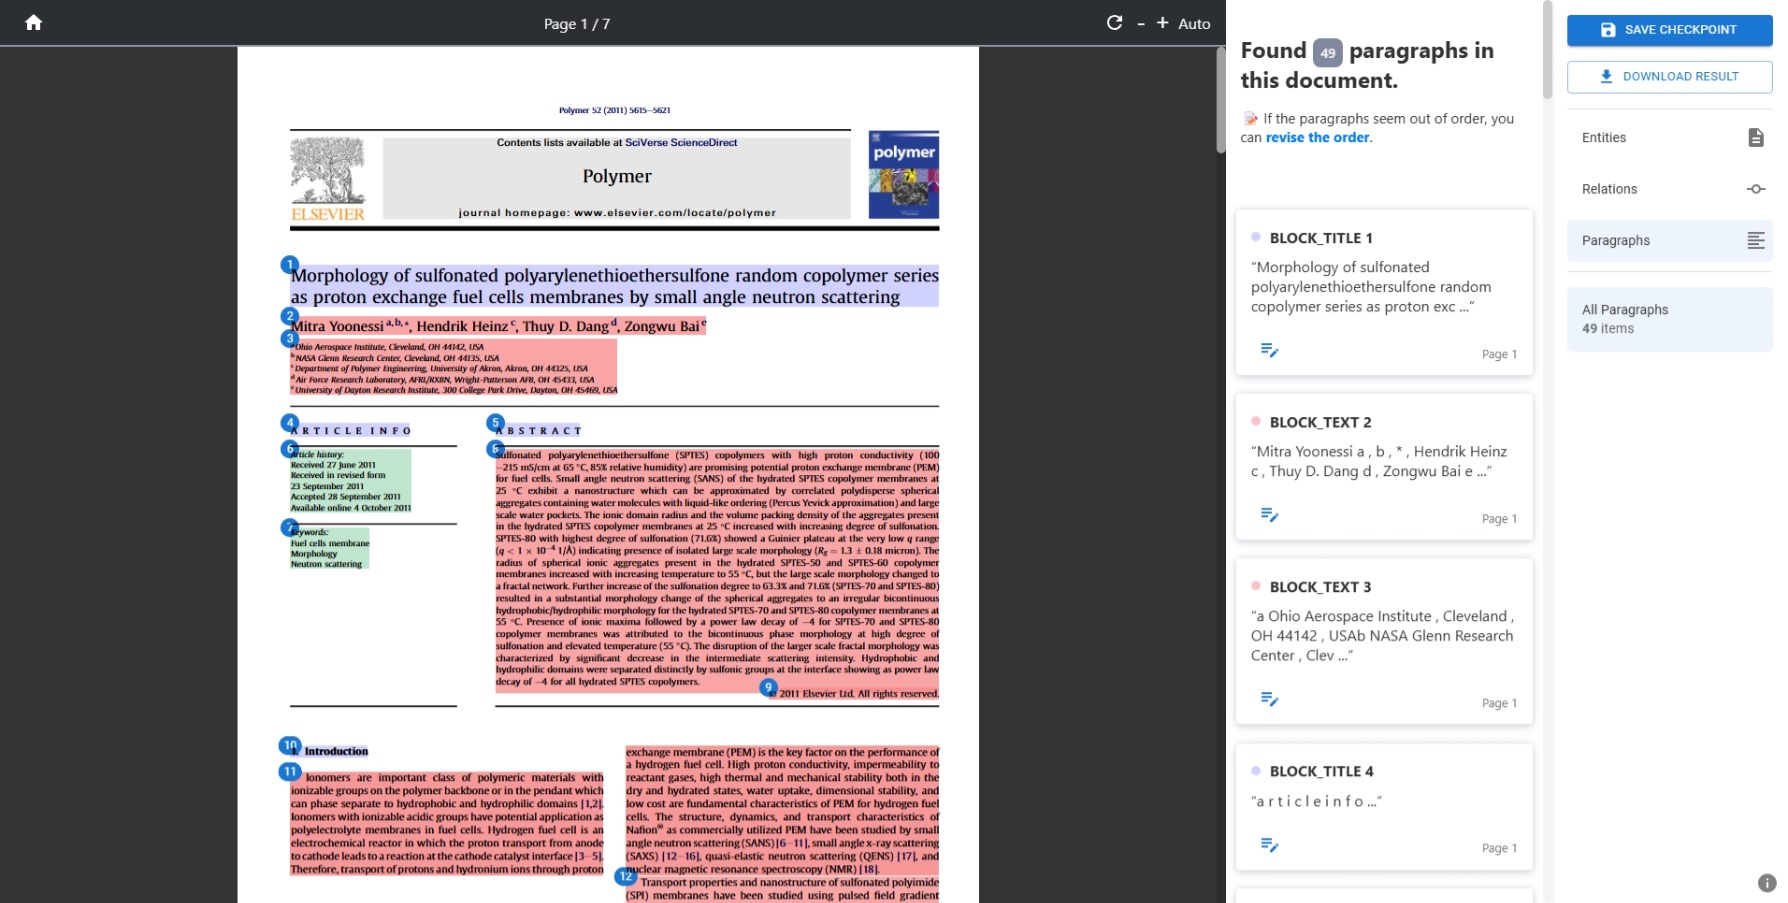 Page 1 / 7
- + Auto
Polymer 52 (2011) 5615–5621
Contents lists available at SciVerse ScienceDirect
Polymer
journal homepage: www.elsevier.com/locate/polymer
ELSEVIER
polymer
1
Morphology of sulfonated polyarylenethioethersulfone random copolymer series
as proton exchange fuel cells membranes by small angle neutron scattering
2
Mitra Yoonessi a,b,*, Hendrik Heinz c, Thuy D. Dang d, Zongwu Bai e
3
a Ohio Aerospace Institute, Cleveland, OH 44142, USA
b NASA Glenn Research Center, Cleveland, OH 44135, USA
c Department of Polymer Engineering, University of Akron, Akron, OH 44325, USA
d Air Force Research Laboratory, AFRL/RXBN, Wright-Patterson AFB, OH 45433, USA
e University of Dayton Research Institute, 300 College Park Drive, Dayton, OH 45469, USA
4
ARTICLE INFO
6
Article history:
Received 27 June 2011
Received in revised form
23 September 2011
Accepted 28 September 2011
Available online 4 October 2011
7
Keywords:
Fuel cells membrane
Morphology
Neutron scattering
5
ABSTRACT
8
Sulfonated polyarylenethioethersulfone (SPTES) copolymers with high proton conductivity (100
–215 mS/cm at 65 °C, 85% relative humidity) are promising potential proton exchange membrane (PEM)
for fuel cells. Small angle neutron scattering (SANS) of the hydrated SPTES copolymer membranes at
25 °C exhibit a nanostructure which can be approximated by correlated polydisperse spherical
aggregates containing water molecules with liquid-like ordering (Percus Yevick approximation) and large
scale water pockets. The ionic domain radius and the volume packing density of the aggregates present
in the hydrated SPTES copolymer membranes at 25 °C increased with increasing degree of sulfonation.
SPTES-80 with highest degree of sulfonation (71.6%) showed a Guinier plateau at the very low q range
(q < 1 × 10⁻⁴ 1/Å) indicating presence of isolated large scale morphology (Rg = 1.3 ± 0.18 micron). The
radius of spherical ionic aggregates present in the hydrated SPTES-50 and SPTES-60 copolymer
membranes increased with increasing temperature to 55 °C, but the large scale morphology changed to
a fractal network. Further increase of the sulfonation degree to 63.3% and 71.6% (SPTES-70 and SPTES-80)
resulted in a substantial morphology change of the spherical aggregates to an irregular bicontinuous
hydrophobic/hydrophilic morphology for the hydrated SPTES-70 and SPTES-80 copolymer membranes at
55 °C. Presence of ionic maxima followed by a power law decay of −4 for SPTES-70 and SPTES-80
copolymer membranes was attributed to the bicontinuous phase morphology at high degree of
sulfonation and elevated temperature (55 °C). The disruption of the larger scale fractal morphology was
characterized by significant decrease in the intermediate scattering intensity. Hydrophobic and
hydrophilic domains were separated distinctly by sulfonic groups at the interface showing as power law
decay of −4 for all hydrated SPTES copolymers.
9
© 2011 Elsevier Ltd. All rights reserved.
10
1. Introduction
11
Ionomers are important class of polymeric materials with
ionizable groups on the polymer backbone or in the pendant which
can phase separate to hydrophobic and hydrophilic domains [1,2].
Ionomers with ionizable acidic groups have potential application as
polyelectrolyte membranes in fuel cells. Hydrogen fuel cell is an
electrochemical reactor in which the proton transport from anode
to cathode leads to a reaction at the cathode catalyst interface [3–5].
Therefore, transport of protons and hydronium ions through proton
exchange membrane (PEM) is the key factor on the performance of
a hydrogen fuel cell. High proton conductivity, impermeability to
reactant gases, high thermal and mechanical stability both in the
dry and hydrated states, water uptake, dimensional stability, and
low cost are fundamental characteristics of PEM for hydrogen fuel
cells. The structure, dynamics, and transport characteristics of
Nafion® as commercially utilized PEM have been studied by small
angle neutron scattering (SANS) [6–11], small angle x-ray scattering
(SAXS) [12–16], quasi-elastic neutron scattering (QENS) [17], and
nuclear magnetic resonance spectroscopy (NMR) [18].
12
Transport properties and nanostructure of sulfonated polyimide
(SPI) membranes have been studied using pulsed field gradient
Found 49 paragraphs in
this document.
If the paragraphs seem out of order, you
can revise the order.
BLOCK_TITLE 1
“Morphology of sulfonated
polyarylenethioethersulfone random
copolymer series as proton exc ...”
Page 1
BLOCK_TEXT 2
“Mitra Yoonessi a , b , * , Hendrik Heinz
c , Thuy D. Dang d , Zongwu Bai e ...”
Page 1
BLOCK_TEXT 3
“a Ohio Aerospace Institute , Cleveland ,
OH 44142 , USAb NASA Glenn Research
Center , Clev ...”
Page 1
BLOCK_TITLE 4
“a r t i c l e i n f o ...”
Page 1
SAVE CHECKPOINT
DOWNLOAD RESULT
Entities
Relations
Paragraphs
All Paragraphs
49 items